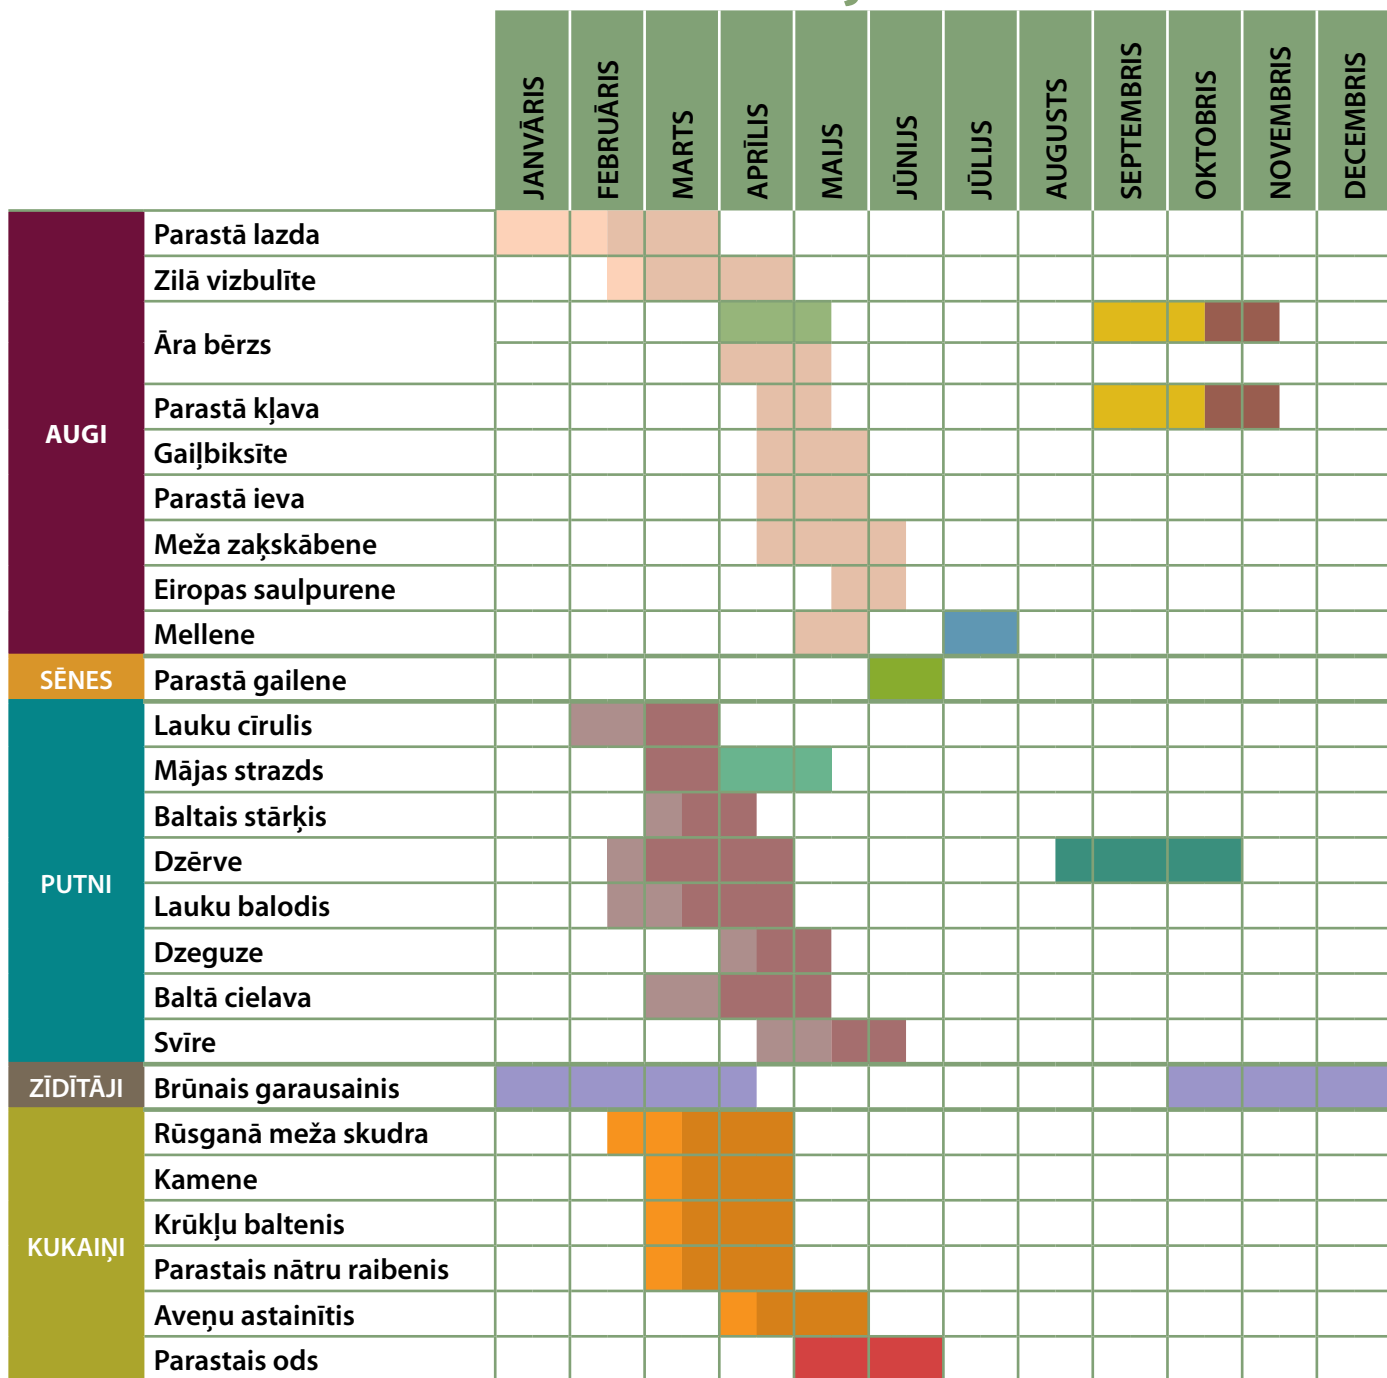 JANVĀRIS
FEBRUĀRIS
MARTS
APRĪLIS
MAIJS
JŪNIJS
JŪLIJS
AUGUSTS
SEPTEMBRIS
OKTOBRIS
NOVEMBRIS
DECEMBRIS
AUGI
Parastā lazda
Zilā vizbulīte
Āra bērzs
Parastā kļava
Gaiļbiksīte
Parastā ieva
Meža zaķskābene
Eiropas saulpurene
Mellene
SĒNES
Parastā gailene
PUTNI
Lauku cīrulis
Mājas strazds
Baltais stārķis
Dzērve
Lauku balodis
Dzeguze
Baltā cielava
Svīre
ZĪDĪTĀJI
Brūnais garausainis
KUKAIŅI
Rūsganā meža skudra
Kamene
Krūkļu baltenis
Parastais nātru raibenis
Aveņu astainītis
Parastais ods